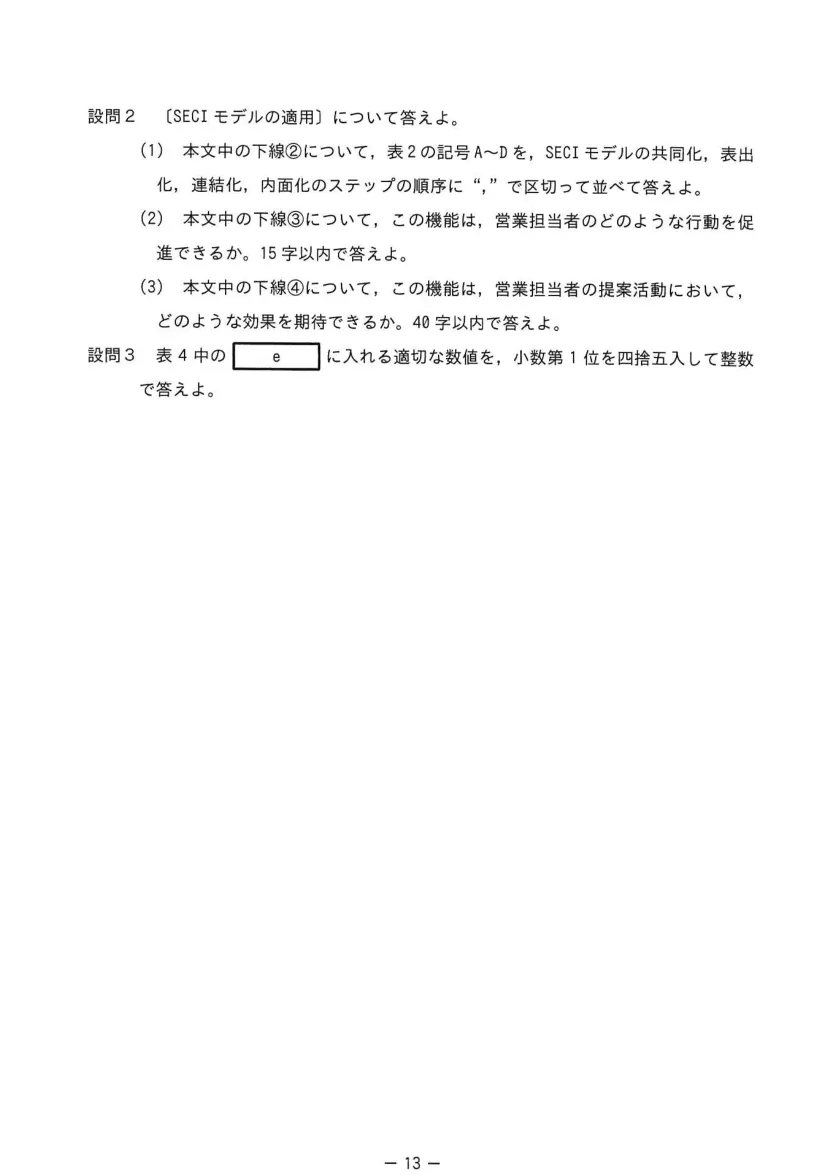 設問2 〔SECI モデルの適用〕について答えよ。
(1) 本文中の下線②について，表2の記号A～Dを，SECI モデルの共同化，表出
化，連結化，内面化のステップの順序に“，”で区切って並べて答えよ。
(2) 本文中の下線③について，この機能は，営業担当者のどのような行動を促
進できるか。15字以内で答えよ。
(3) 本文中の下線④について，この機能は，営業担当者の提案活動において，
どのような効果を期待できるか。40字以内で答えよ。
設問3 表4中の e に入れる適切な数値を，小数第1位を四捨五入して整数
で答えよ。
－ 13 －